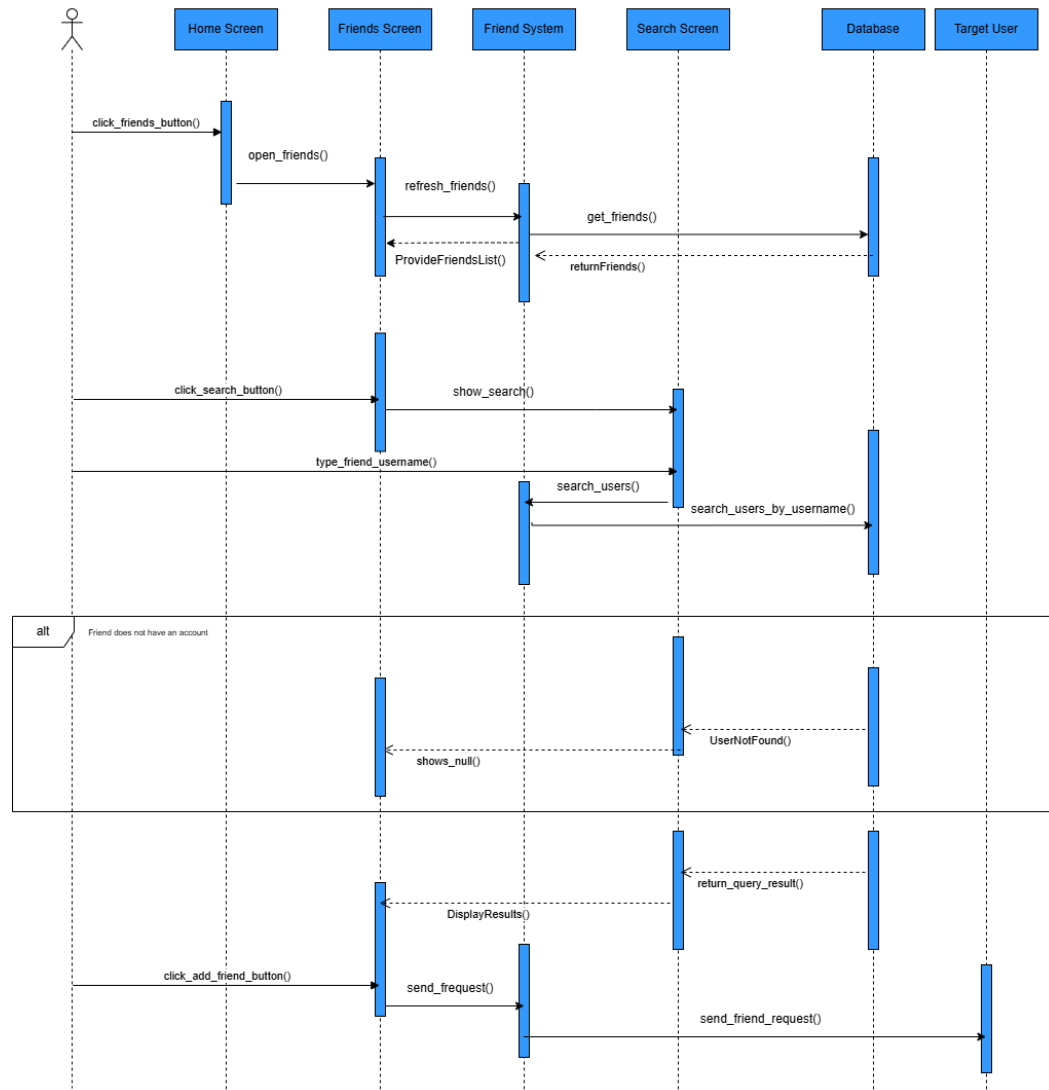 Home Screen
Friends Screen
Friend System
Search Screen
Database
Target User
click_friends_button()
open_friends()
refresh_friends()
get_friends()
ProvideFriendsList()
returnFriends()
click_search_button()
show_search()
type_friend_username()
search_users()
search_users_by_username()
alt
Friend does not have an account
UserNotFound()
shows_null()
return_query_result()
DisplayResults()
click_add_friend_button()
send_frequest()
send_friend_request()